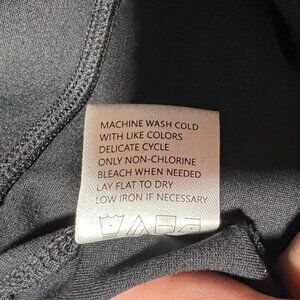 MACHINE WASH COLD
WITH LIKE COLORS
DELICATE CYCLE
ONLY NON-CHLORINE
BLEACH WHEN NEEDED
LAY FLAT TO DRY
LOW IRON IF NECESSARY